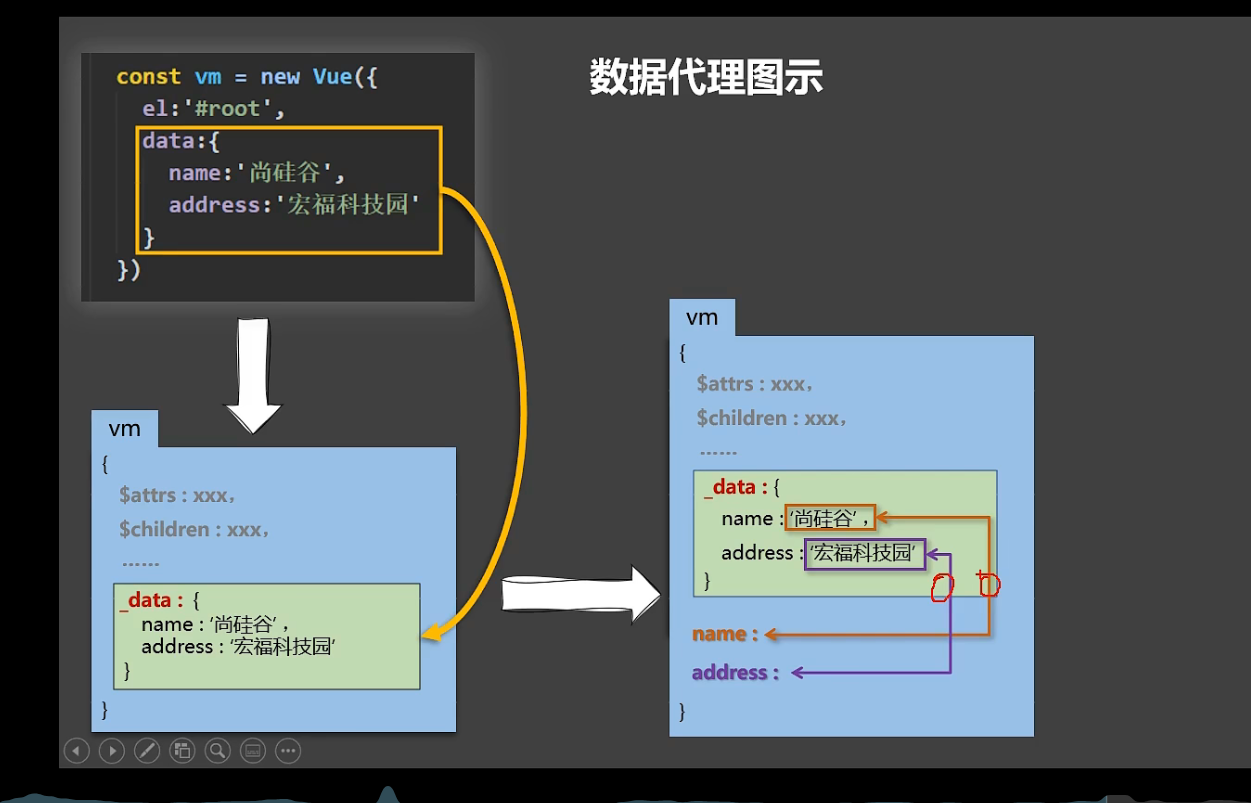 数据代理图示
const vm = new Vue({
el:'#root',
data:{
name:'尚硅谷',
address:'宏福科技园'
}
})
vm
{
$attrs : xxx，
$children : xxx，
......
_data : {
name : '尚硅谷' ，
address : '宏福科技园'
}
}
vm
{
$attrs : xxx，
$children : xxx，
......
_data : {
name : '尚硅谷' ，
address : '宏福科技园'
}
name :
address :
}